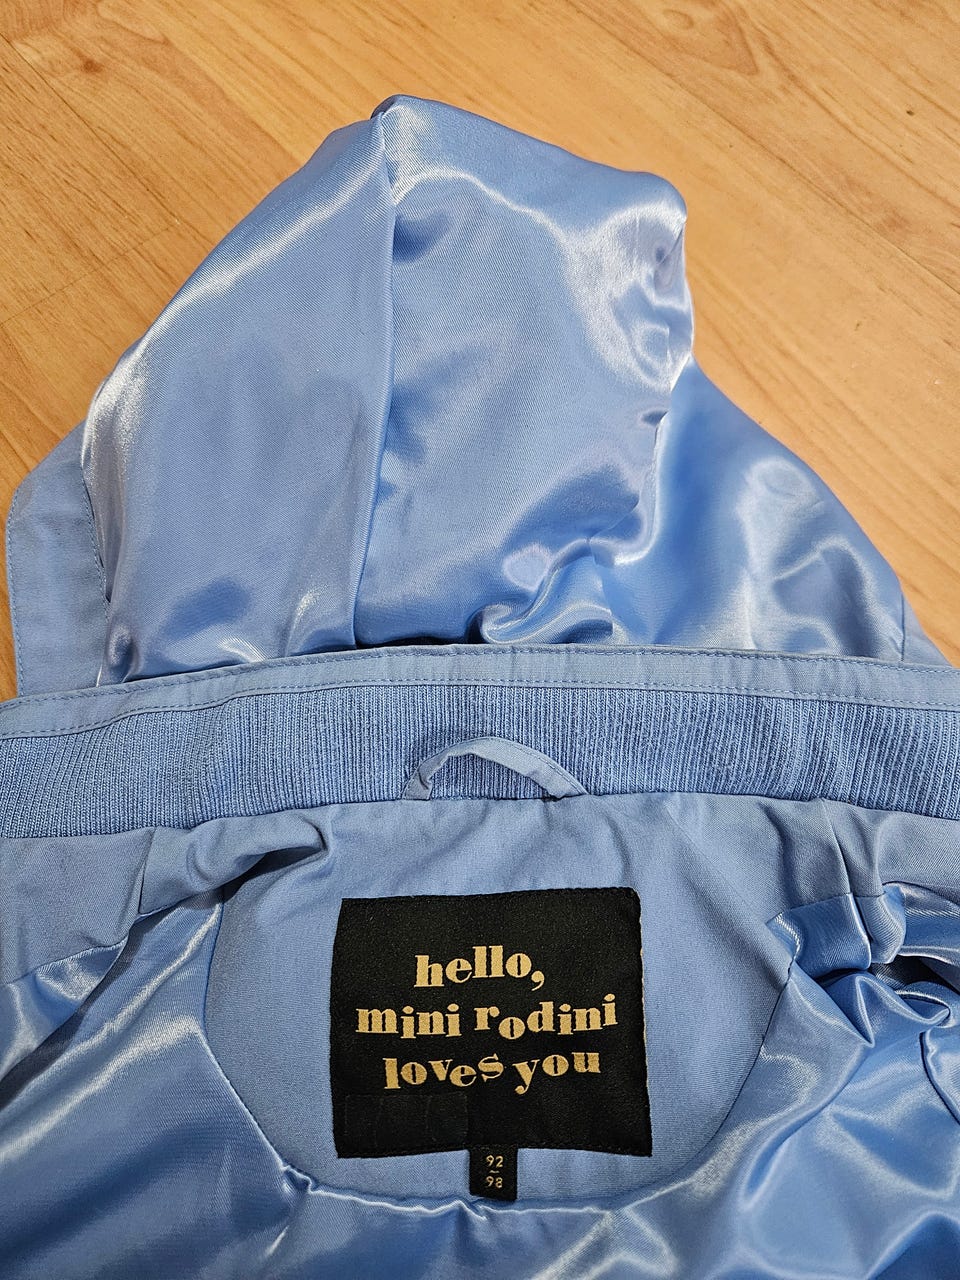 hello,
mini rodini
loves you
92
–
98